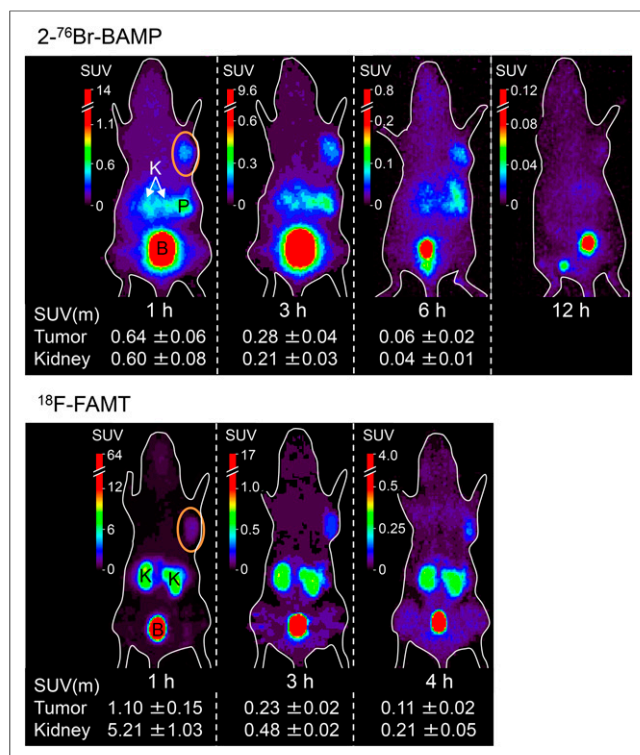 2-⁷⁶Br-BAMP
SUV SUV SUV SUV
14 9.6 0.8 0.12
1.1 0.6 0.2 0.04
0.6 0.3 0.1 0.02
0 0 0 0
K
P
B
SUV(m) 1 h 3 h 6 h 12 h
Tumor 0.64 ±0.06 0.28 ±0.04 0.06 ±0.02
Kidney 0.60 ±0.08 0.21 ±0.03 0.04 ±0.01
¹⁸F-FAMT
SUV SUV SUV
64 17 4.0
12 1.0 0.5
6 0.5 0.25
0 0 0
K K
B
SUV(m) 1 h 3 h 4 h
Tumor 1.10 ±0.15 0.23 ±0.02 0.11 ±0.02
Kidney 5.21 ±1.03 0.48 ±0.02 0.21 ±0.05